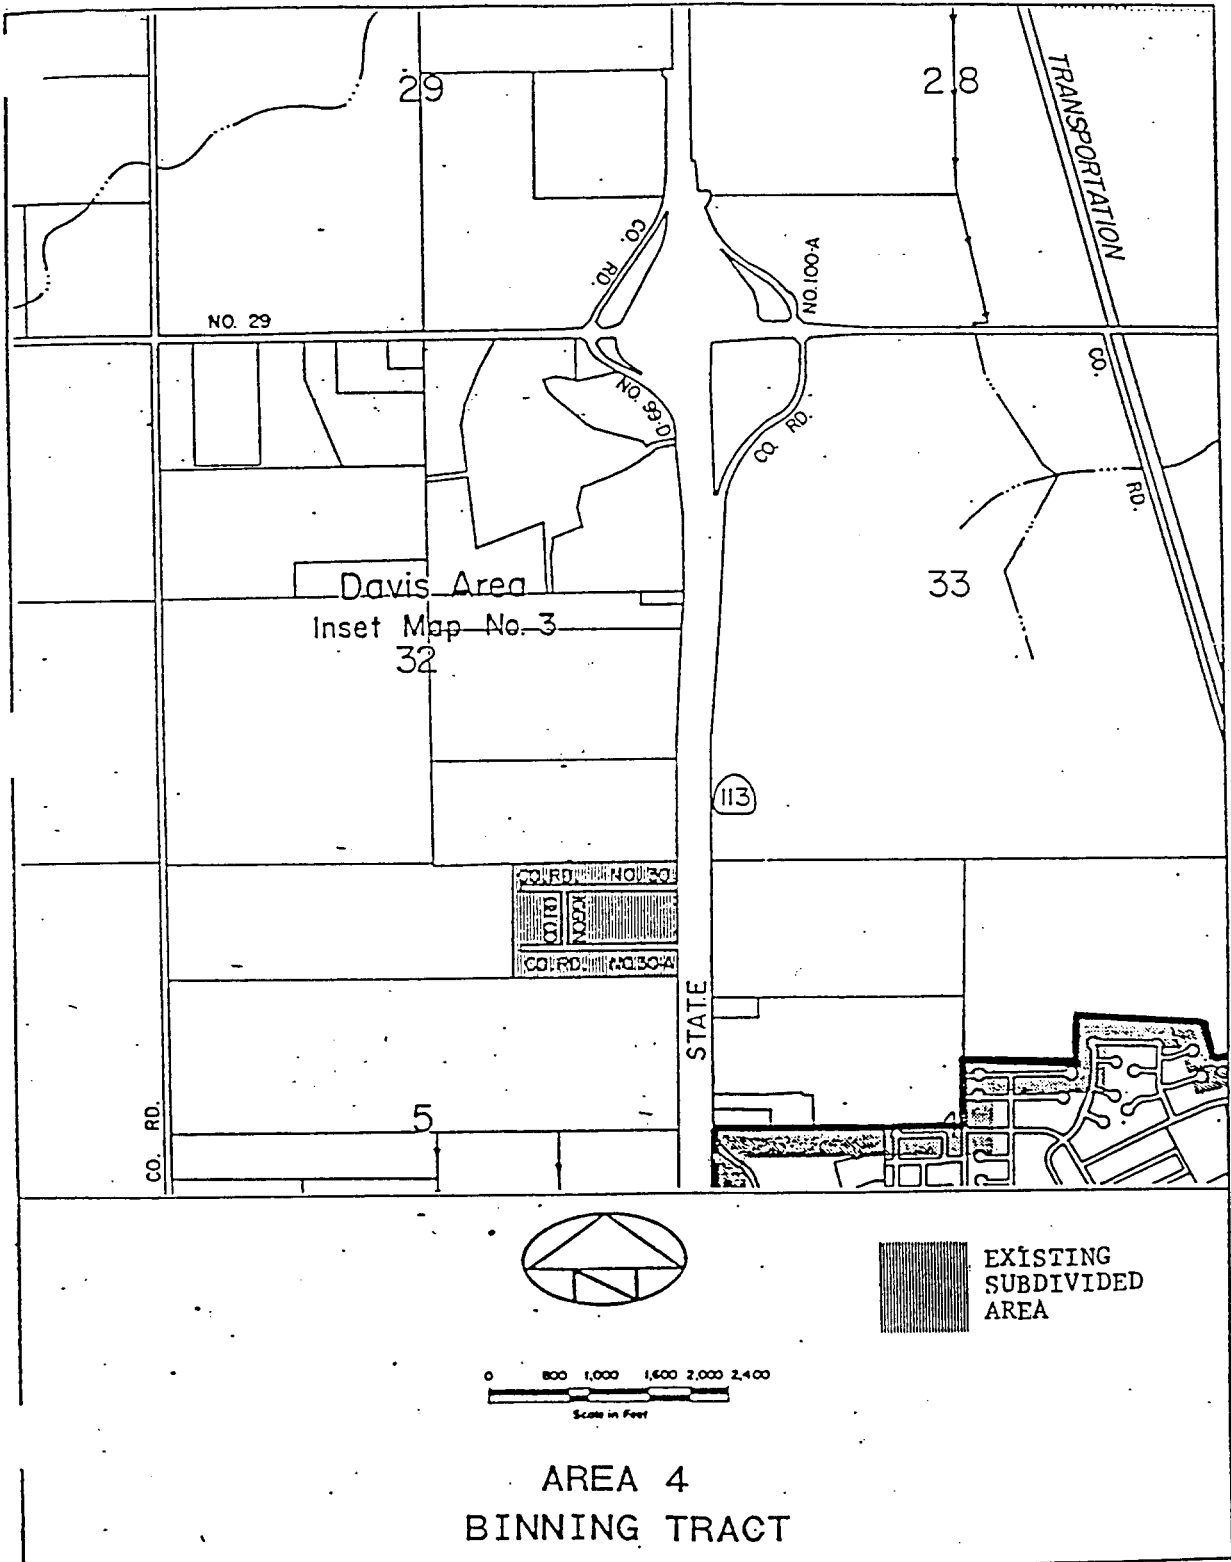 29
28
TRANSPORTATION
CO. RD.
NO. 100-A
NO. 29
NO. 99-D
CO. RD.
CO.
RD.
Davis Area
Inset Map No. 3
32
33
113
CO. RD. NO. 30
CO. RD. NO. 30-A
STATE
CO. RD.
5
EXISTING
SUBDIVIDED
AREA
0 800 1,000 1,600 2,000 2,400
Scale in Feet
AREA 4
BINNING TRACT